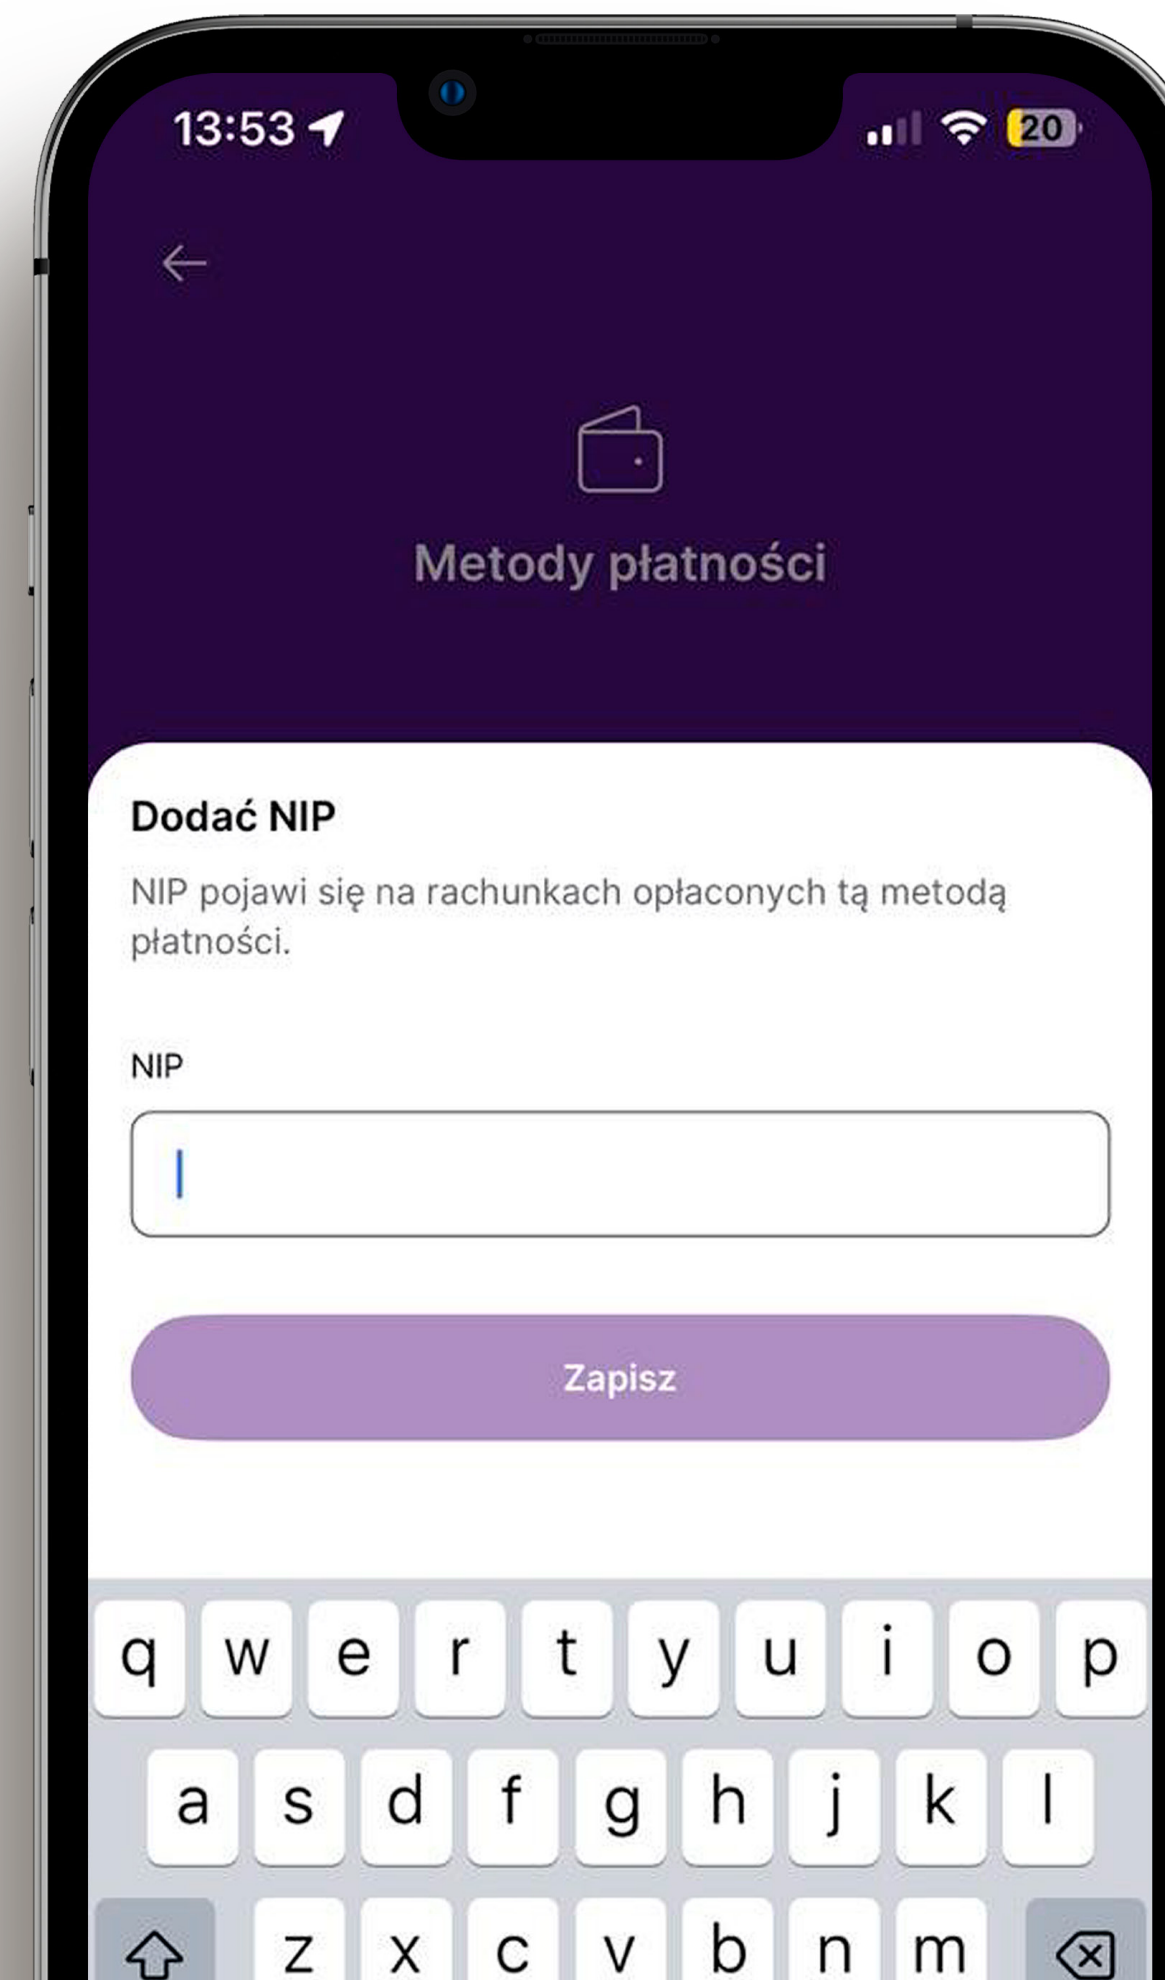 13:53
20
Metody płatności
Dodać NIP
NIP pojawi się na rachunkach opłaconych tą metodą
płatności.
NIP
Zapisz
q w e r t y u i o p
a s d f g h j k l
z x c v b n m